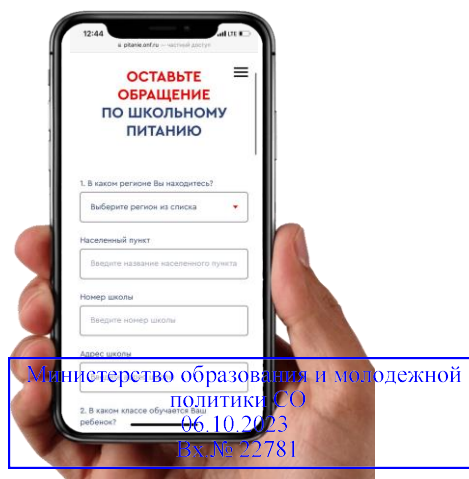 12:44
LTE
pitanie.onf.ru — частный доступ
ОСТАВЬТЕ
ОБРАЩЕНИЕ
ПО ШКОЛЬНОМУ
ПИТАНИЮ
1. В каком регионе Вы находитесь?
Выберите регион из списка
Населенный пункт
Введите название населенного пункта
Номер школы
Введите номер школы
Адрес школы
2. В каком классе обучается Ваш
ребенок?
Министерство образования и молодежной
политики СО
06.10.2023
Вх.№ 22781